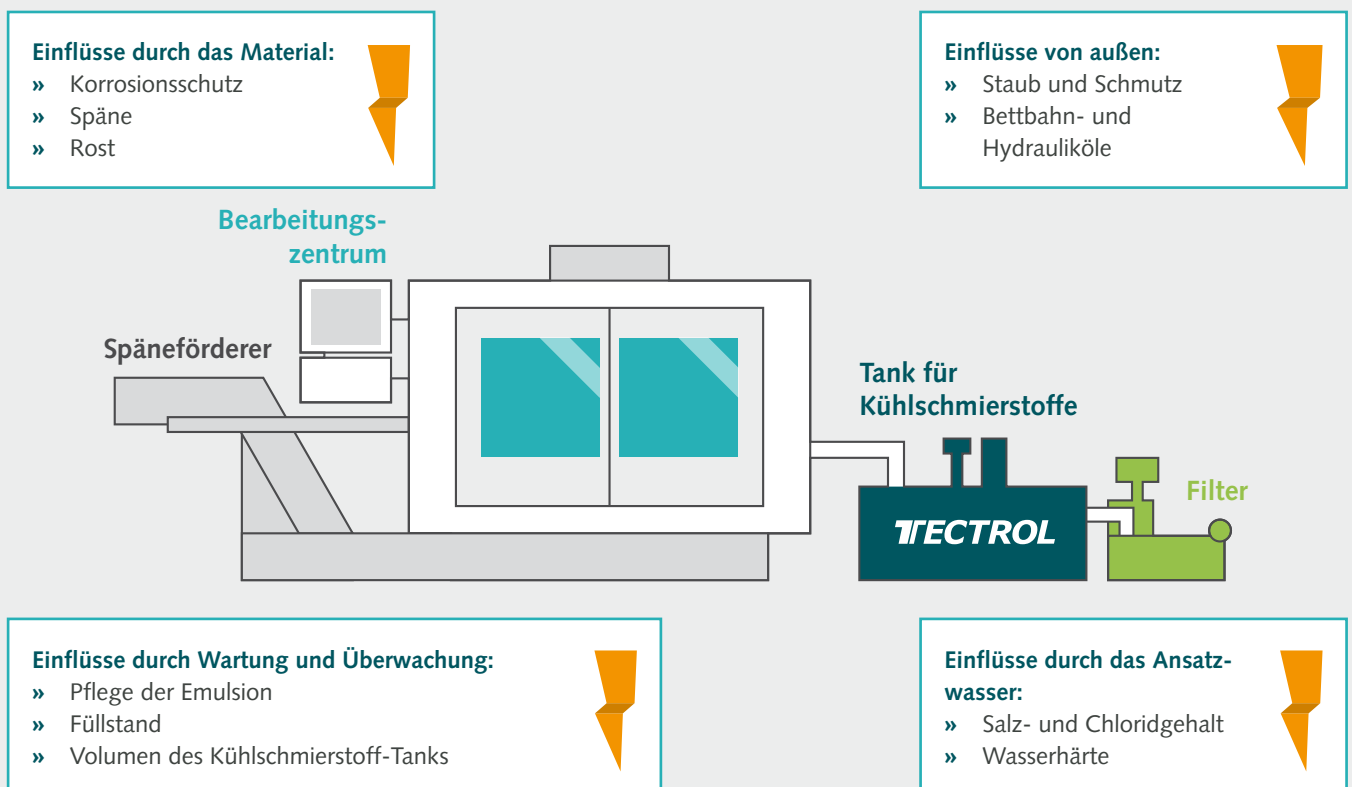 Einflüsse durch das Material:
» Korrosionsschutz
» Späne
» Rost
Einflüsse von außen:
» Staub und Schmutz
» Bettbahn- und
Hydrauliköle
Bearbeitungs-
zentrum
Späneförderer
Tank für
Kühlschmierstoffe
Filter
TECTROL
Einflüsse durch Wartung und Überwachung:
» Pflege der Emulsion
» Füllstand
» Volumen des Kühlschmierstoff-Tanks
Einflüsse durch das Ansatz-
wasser:
» Salz- und Chloridgehalt
» Wasserhärte